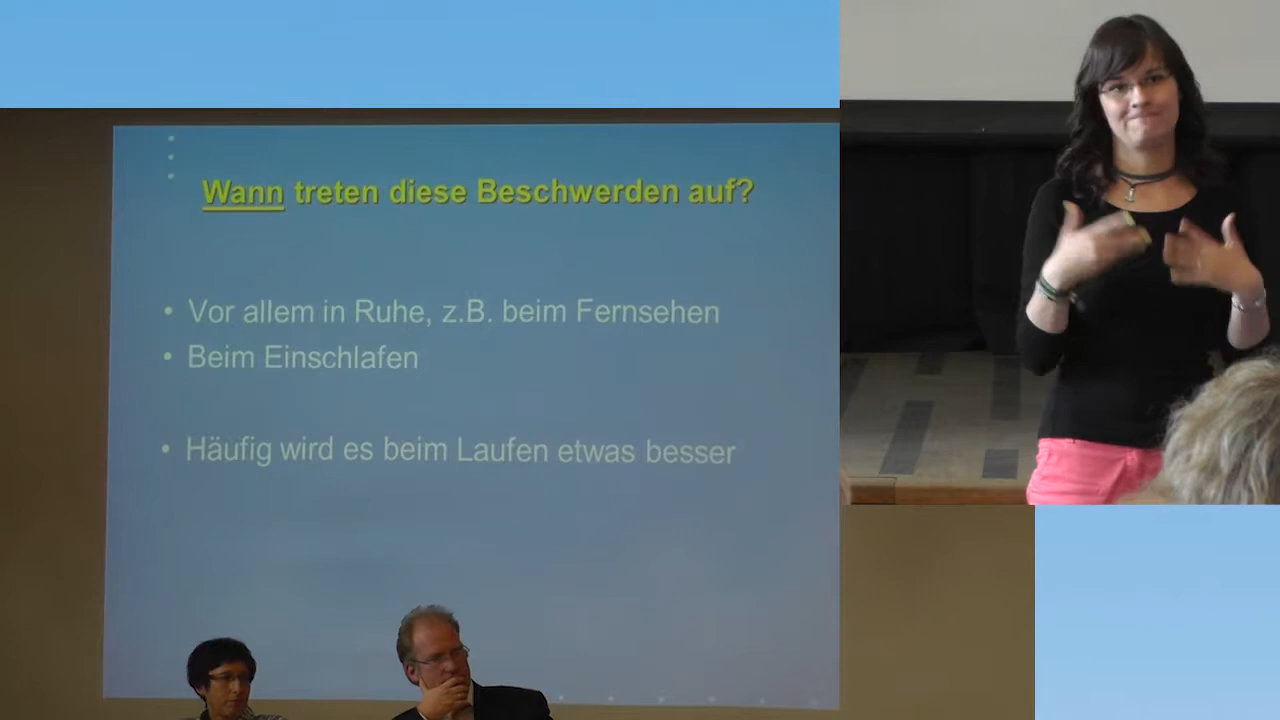 Wann treten diese Beschwerden auf?
• Vor allem in Ruhe, z.B. beim Fernsehen
• Beim Einschlafen
• Häufig wird es beim Laufen etwas besser